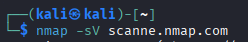 ┌──(kali㉿kali)-[~]
└─$ nmap -sV scanne.nmap.com